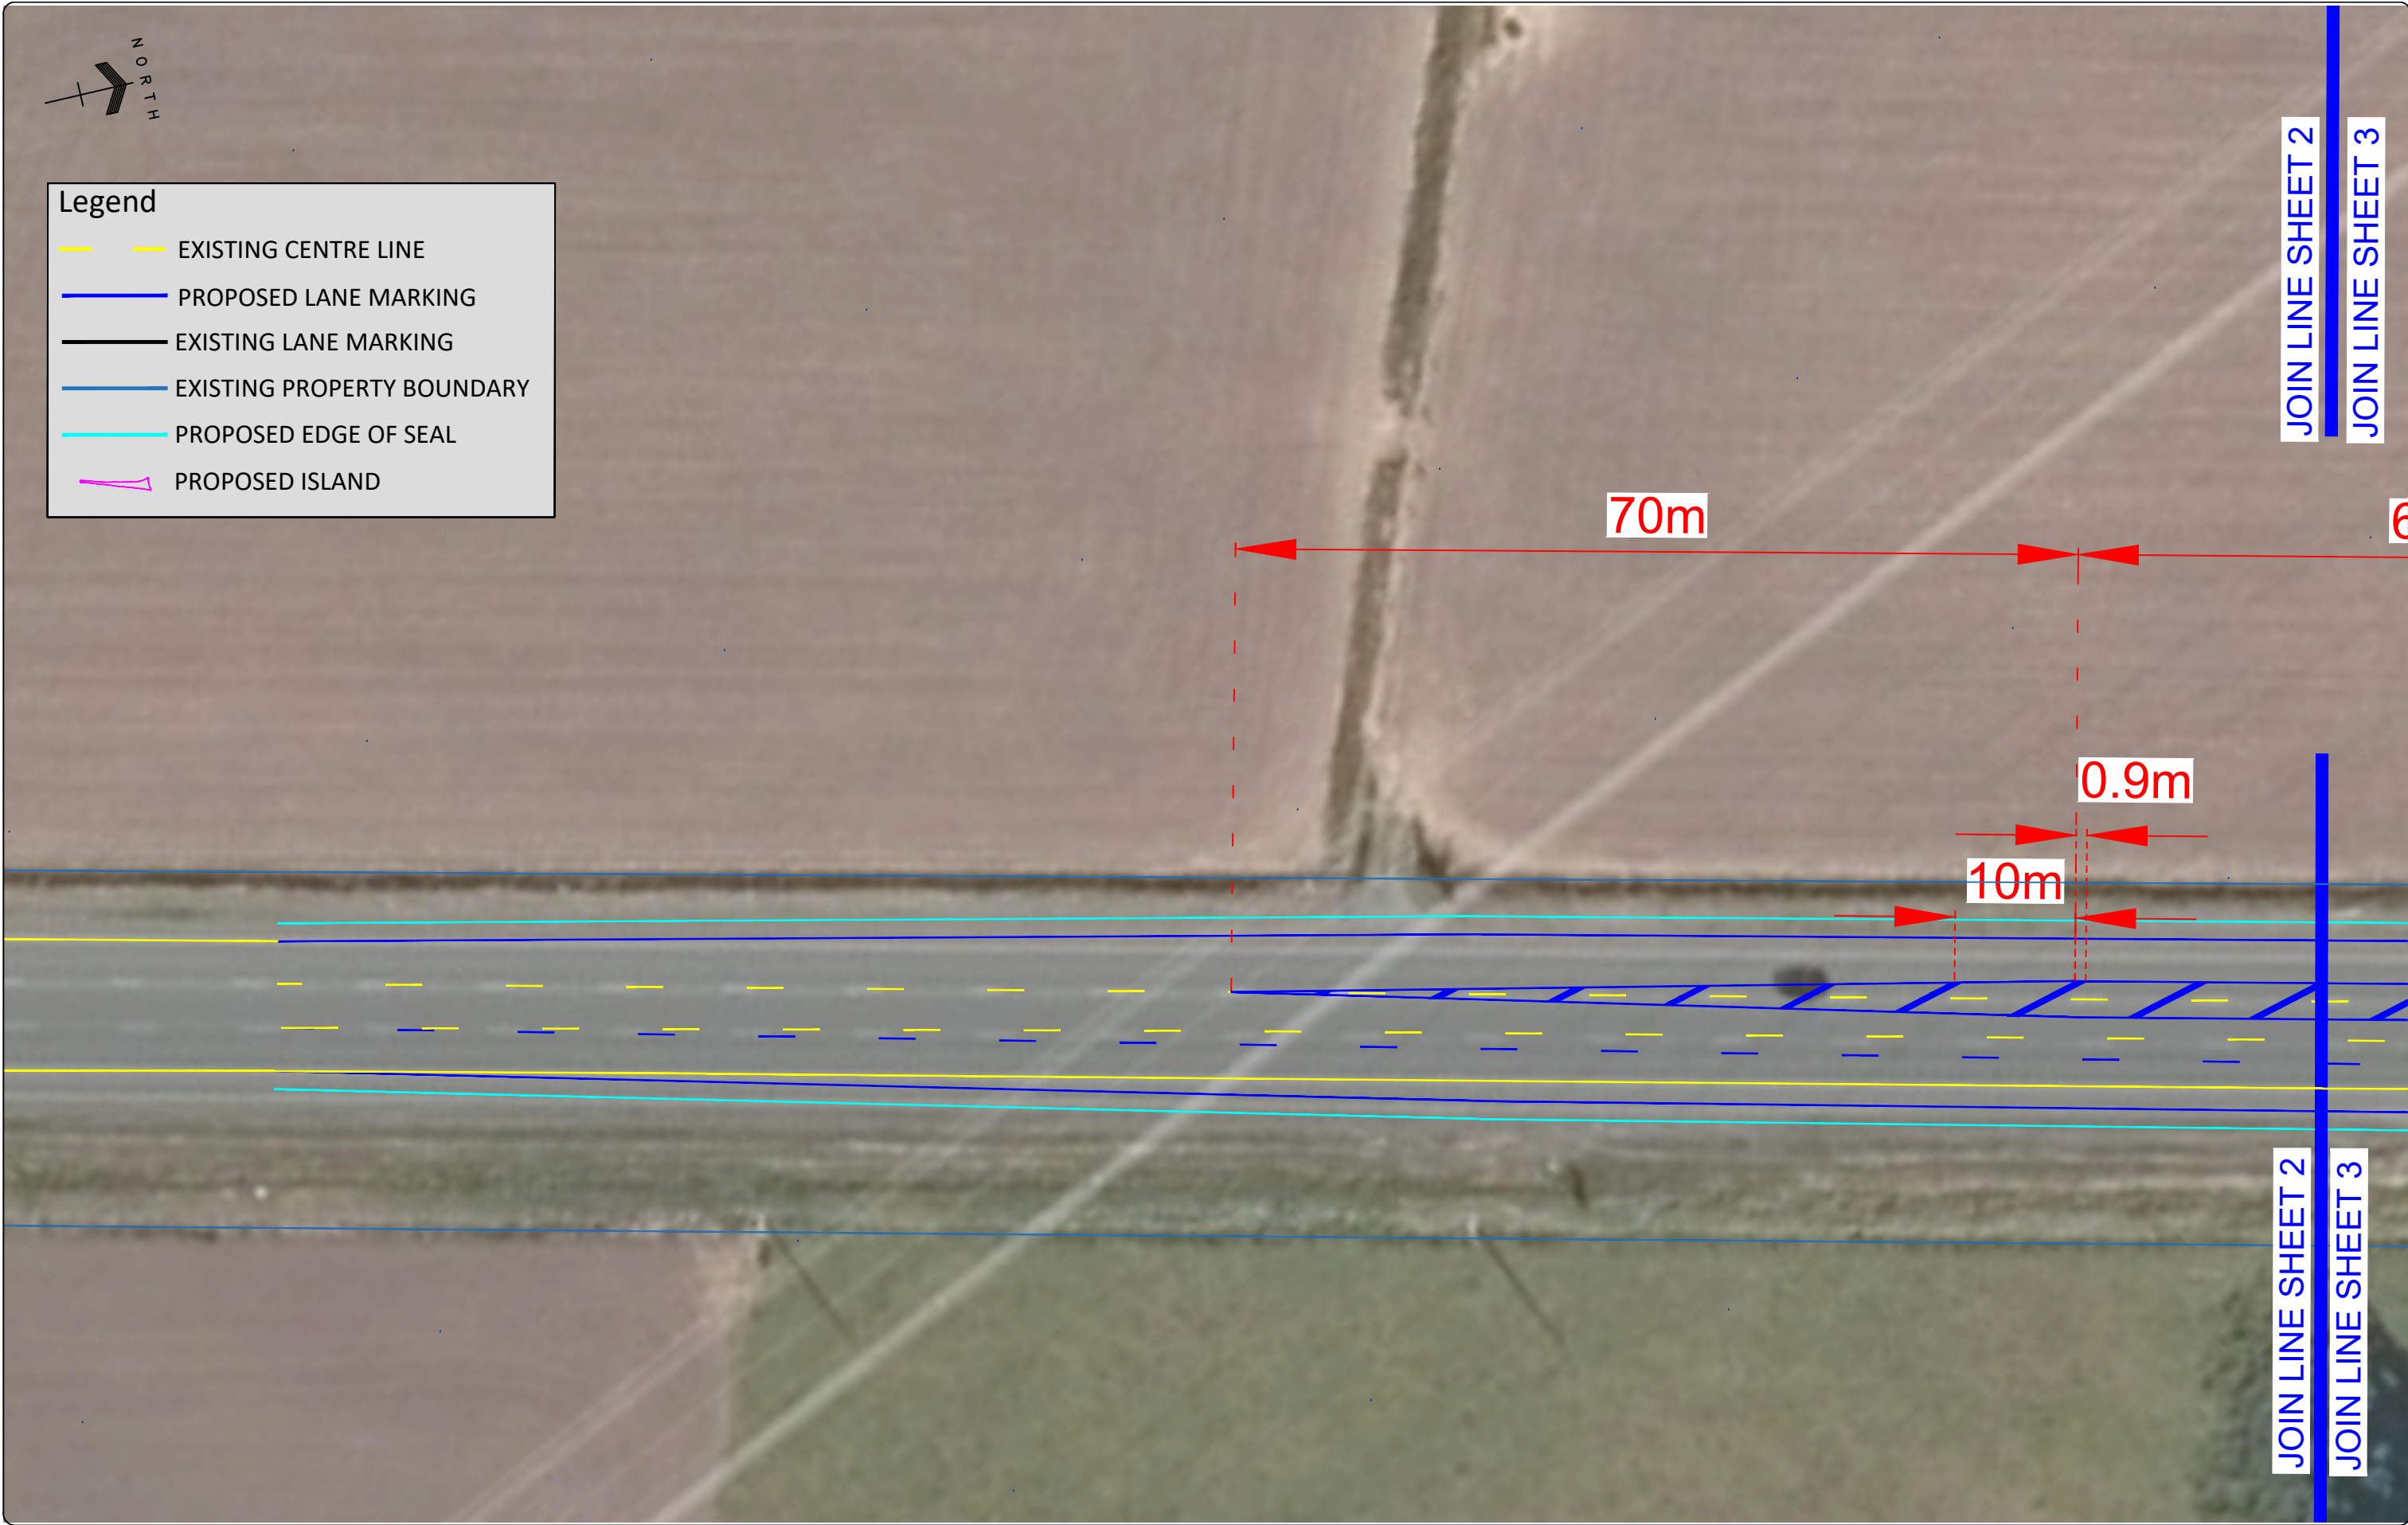 NORTH
Legend
EXISTING CENTRE LINE
PROPOSED LANE MARKING
EXISTING LANE MARKING
EXISTING PROPERTY BOUNDARY
PROPOSED EDGE OF SEAL
PROPOSED ISLAND
JOIN LINE SHEET 2
JOIN LINE SHEET 3
70m
6
0.9m
10m
JOIN LINE SHEET 2
JOIN LINE SHEET 3